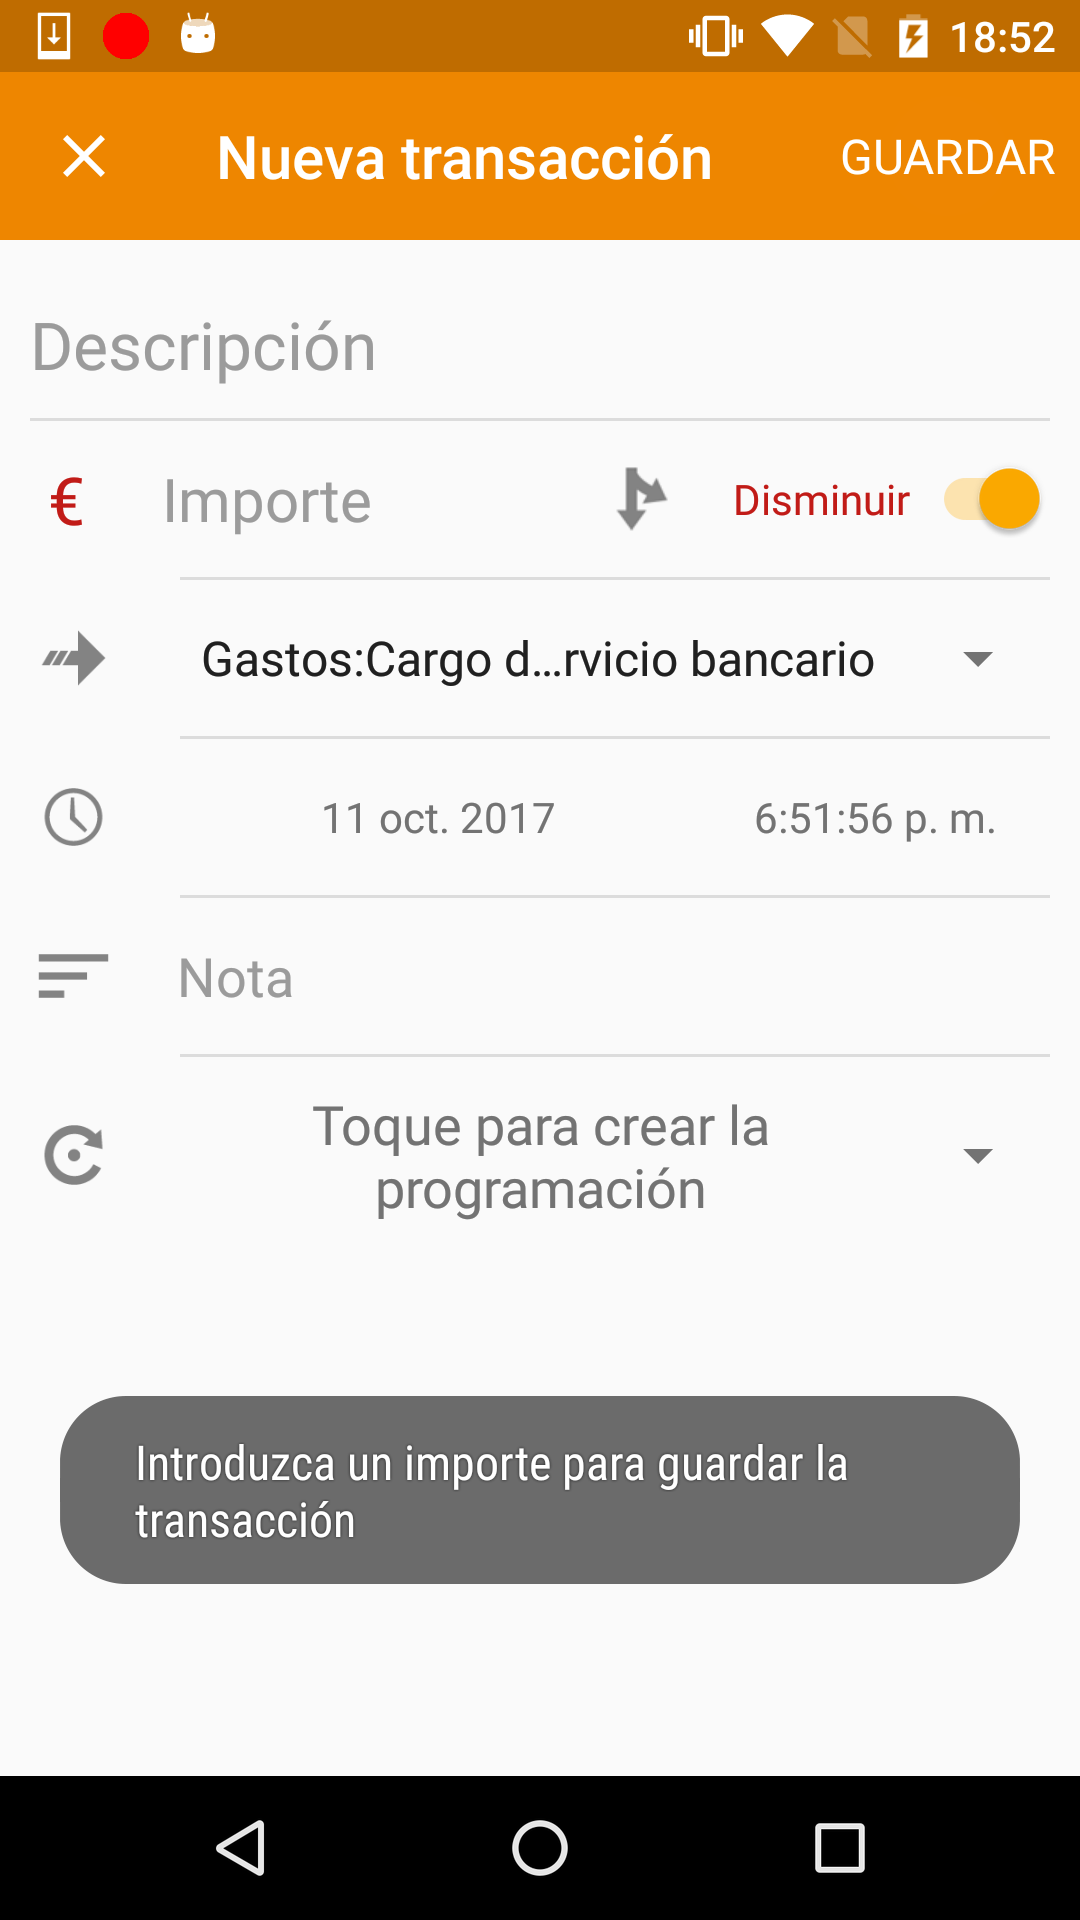 18:52
Nueva transacción
GUARDAR
Descripción
€ Importe
Disminuir
Gastos:Cargo d…rvicio bancario
11 oct. 2017
6:51:56 p. m.
Nota
Toque para crear la
programación
Introduzca un importe para guardar la
transacción